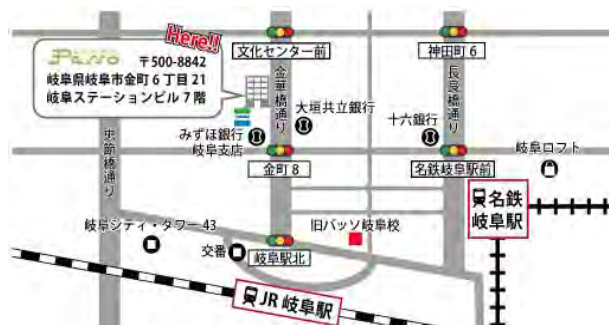 Here!!
〒500-8842
岐阜県岐阜市金町6丁目21
岐阜ステーションビル7階
文化センター前
神田町6
金華橋通り
長良橋通り
忠節橋通り
大垣共立銀行
十六銀行
みずほ銀行
岐阜支店
金町8
名鉄岐阜駅前
岐阜ロフト
名鉄
岐阜駅
岐阜シティ・タワー43
交番
岐阜駅北
旧パッソ岐阜校
JR岐阜駅